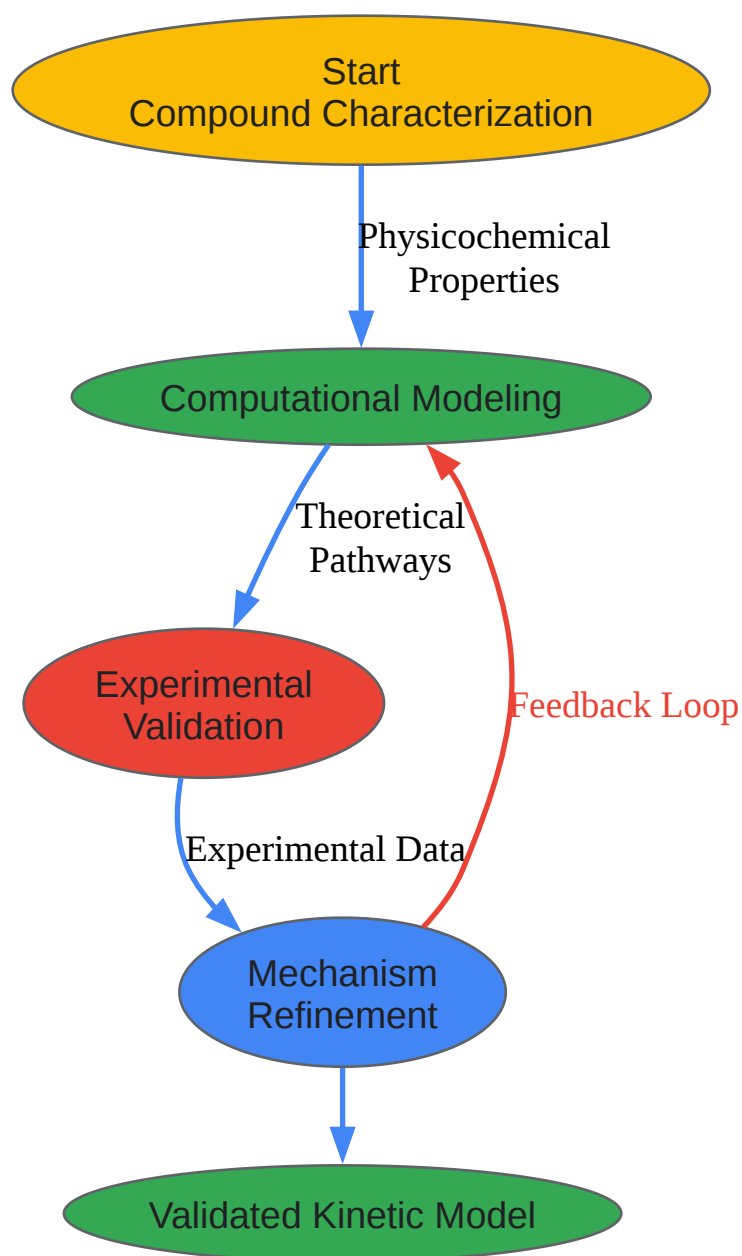 Start
Compound Characterization
Physicochemical
Properties
Computational Modeling
Theoretical
Pathways
Experimental
Validation
Feedback Loop
Experimental Data
Mechanism
Refinement
Validated Kinetic Model